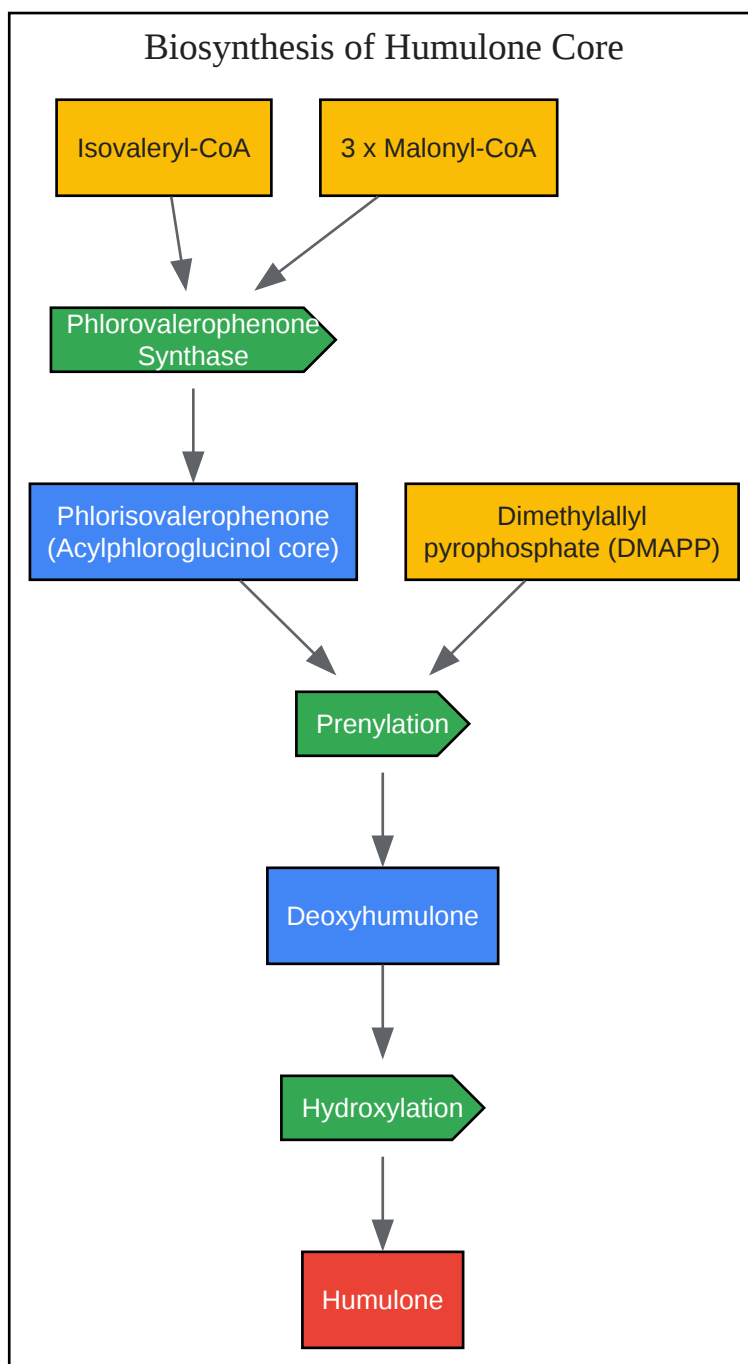 Biosynthesis of Humulone Core
Isovaleryl-CoA
3 x Malonyl-CoA
Phlorovalerophenone
Synthase
Phlorisovalerophenone
(Acylphloroglucinol core)
Dimethylallyl
pyrophosphate (DMAPP)
Prenylation
Deoxyhumulone
Hydroxylation
Humulone